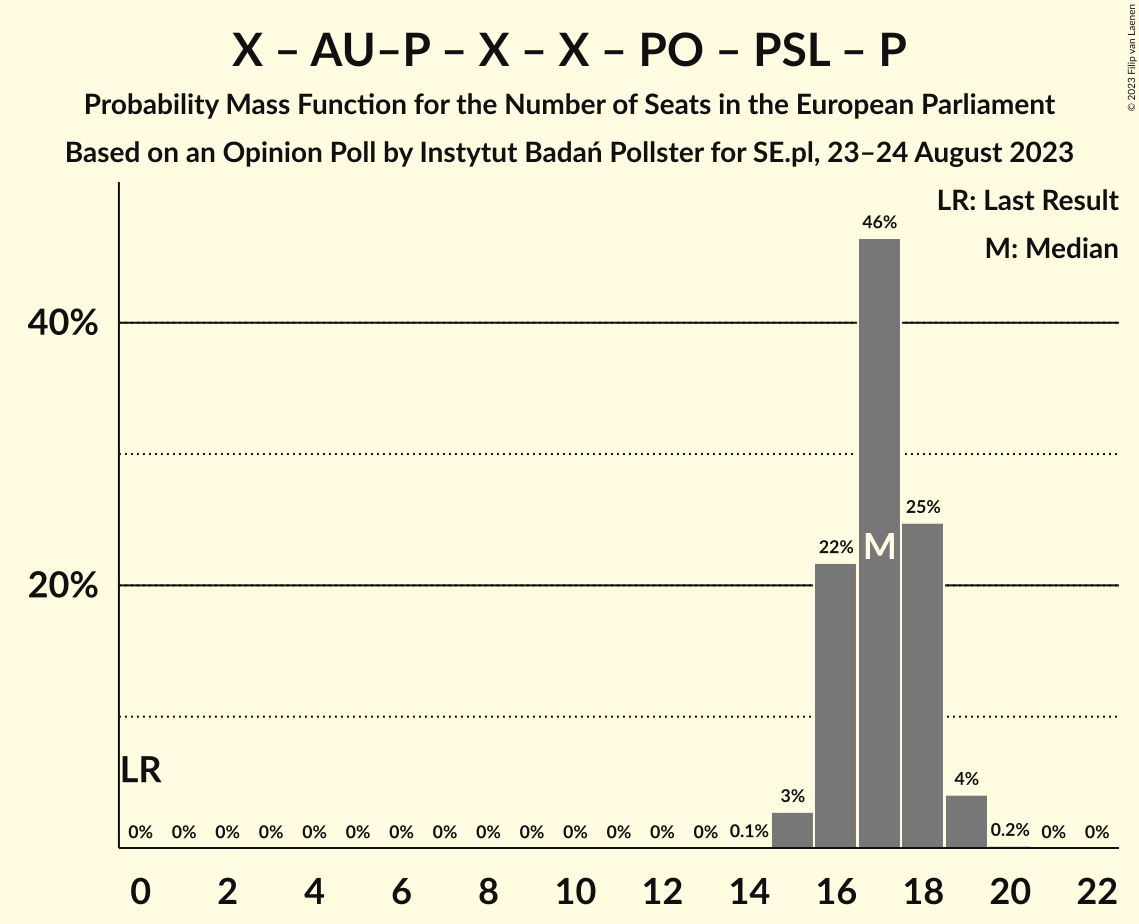 X – AU–P – X – X – PO – PSL – P
Probability Mass Function for the Number of Seats in the European Parliament
Based on an Opinion Poll by Instytut Badań Pollster for SE.pl, 23–24 August 2023
© 2023 Filip van Laenen
LR: Last Result
M: Median
46%
40%
25%
22%
M
20%
LR
4%
3%
0% 0% 0% 0% 0% 0% 0% 0% 0% 0% 0% 0% 0% 0% 0.1% 0.2% 0% 0%
0 2 4 6 8 10 12 14 16 18 20 22